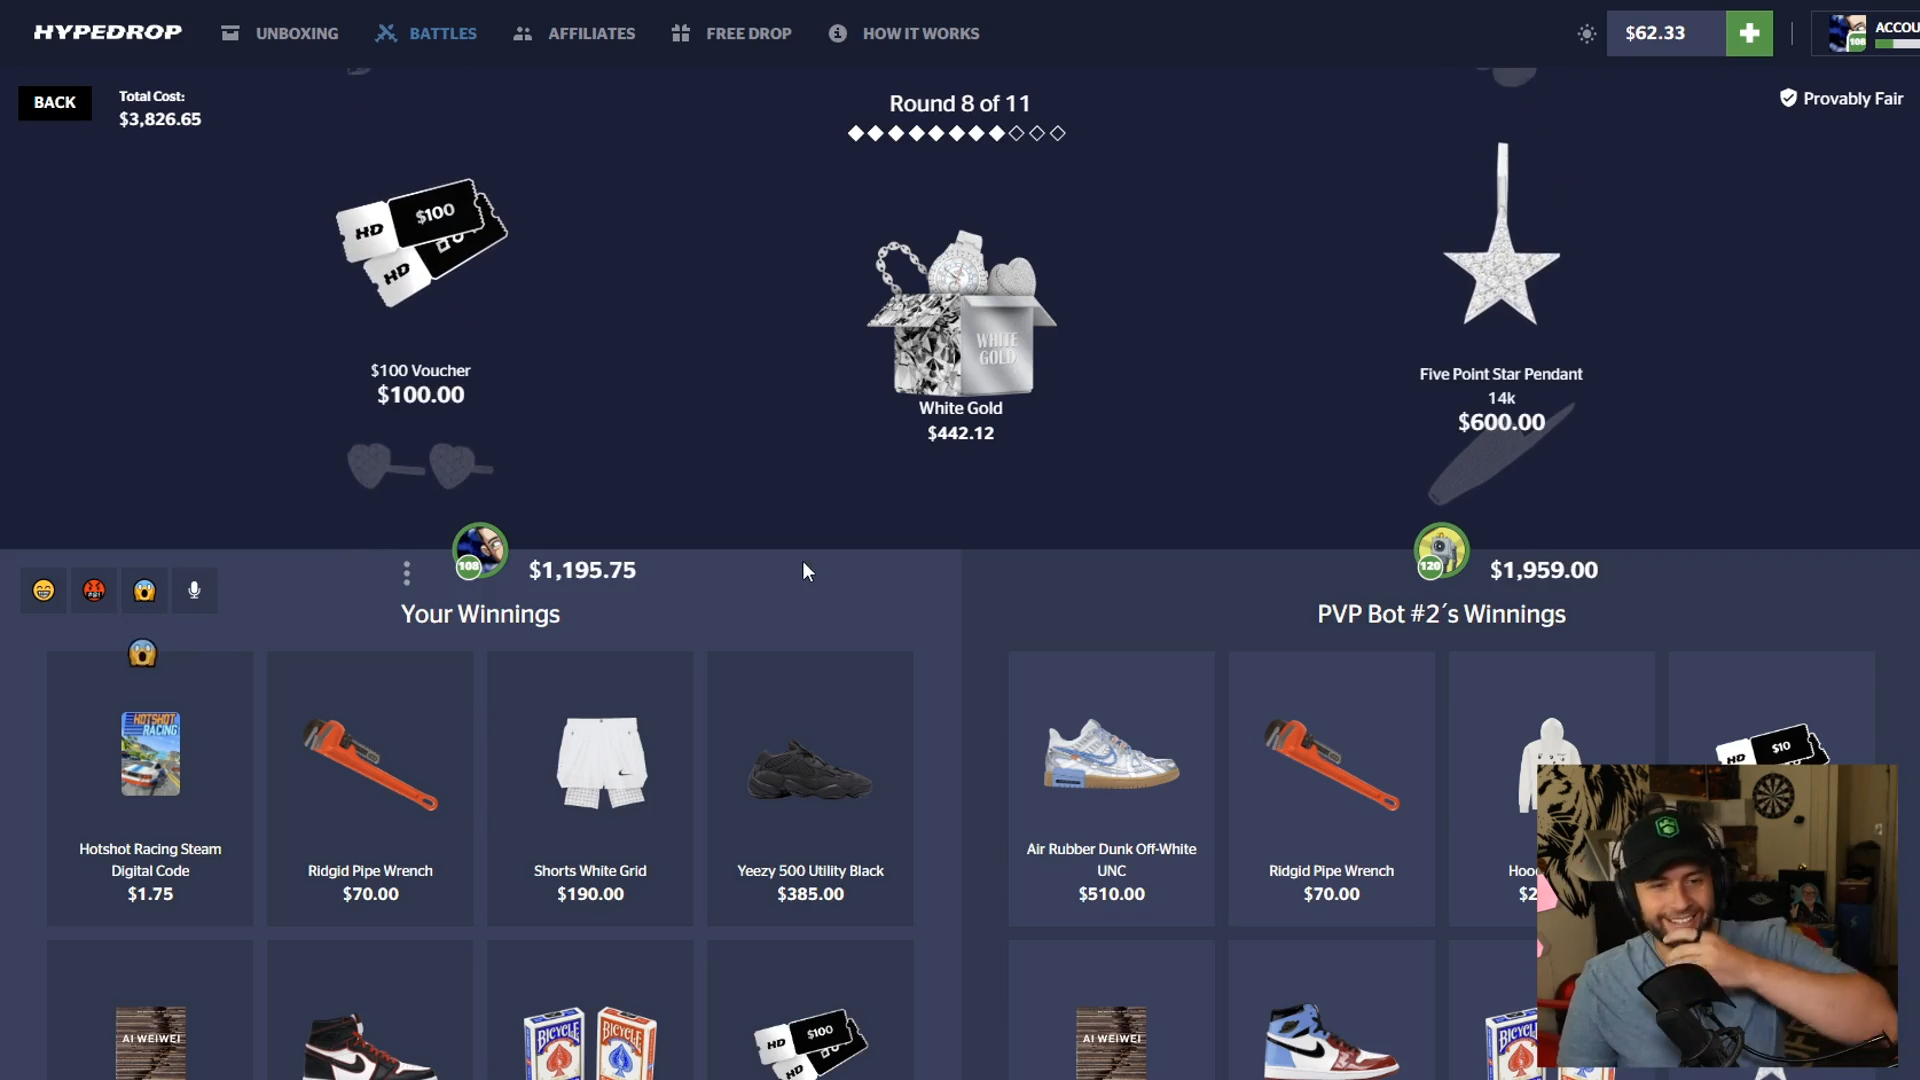 HYPEDROP
UNBOXING
BATTLES
AFFILIATES
FREE DROP
HOW IT WORKS
$62.33
108
BACK
Total Cost:
$3,826.65
Round 8 of 11
Provably Fair
HD
$100
HD
$100 Voucher
$100.00
WHITE
GOLD
White Gold
$442.12
Five Point Star Pendant
14k
$600.00
108
$1,195.75
Your Winnings
120
$1,959.00
PVP Bot #2´s Winnings
HOTSHOT
RACING
Hotshot Racing Steam
Digital Code
$1.75
Ridgid Pipe Wrench
$70.00
Shorts White Grid
$190.00
Yeezy 500 Utility Black
$385.00
Air Rubber Dunk Off-White
UNC
$510.00
Ridgid Pipe Wrench
$70.00
HD
$10
AI WEIWEI
BICYCLE
BICYCLE
HD
$100
HD
AI WEIWEI